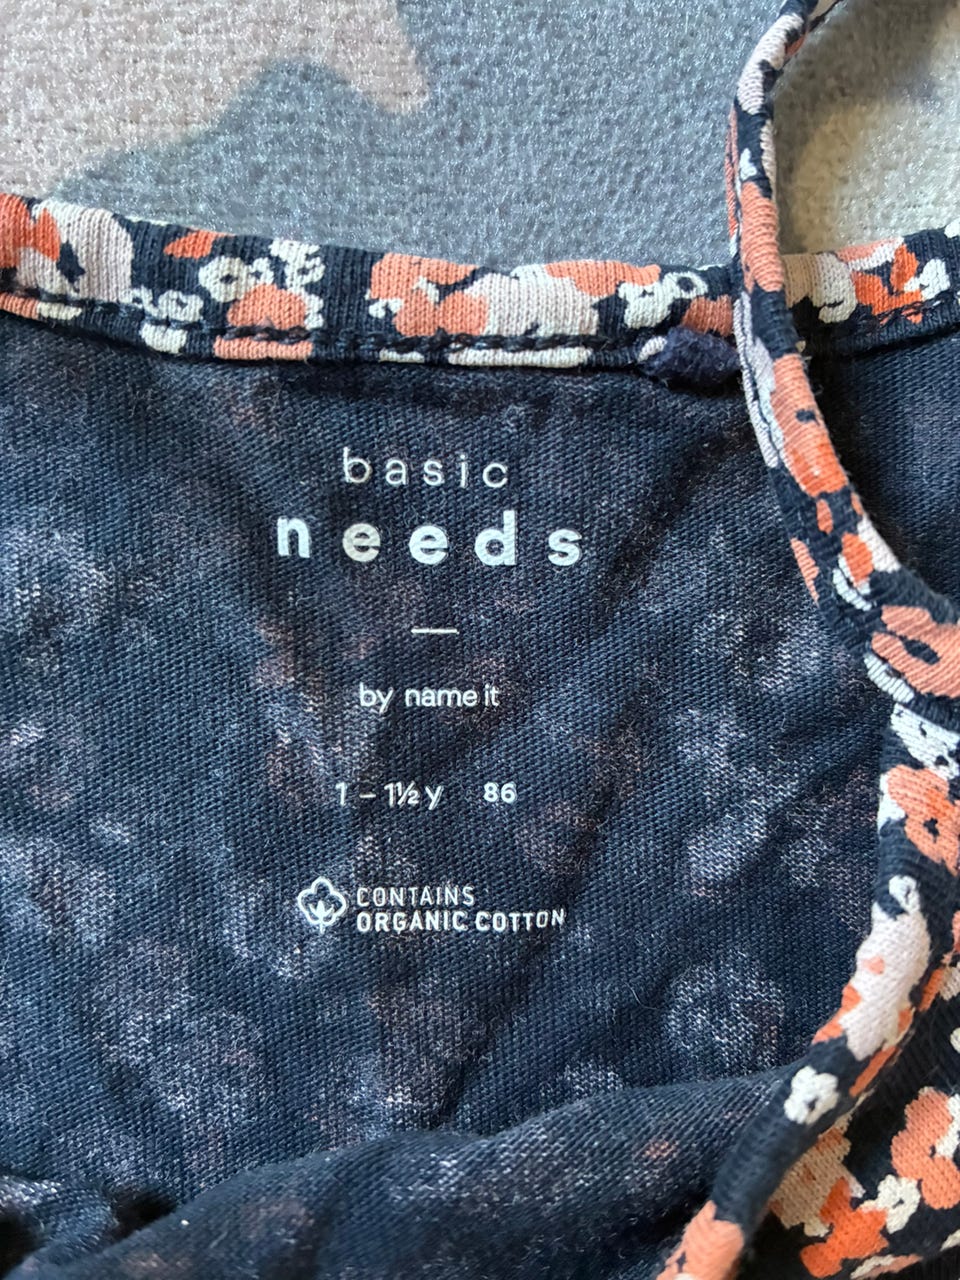 basic
needs
—
by name it
1 – 1½ y 86
CONTAINS
ORGANIC COTTON